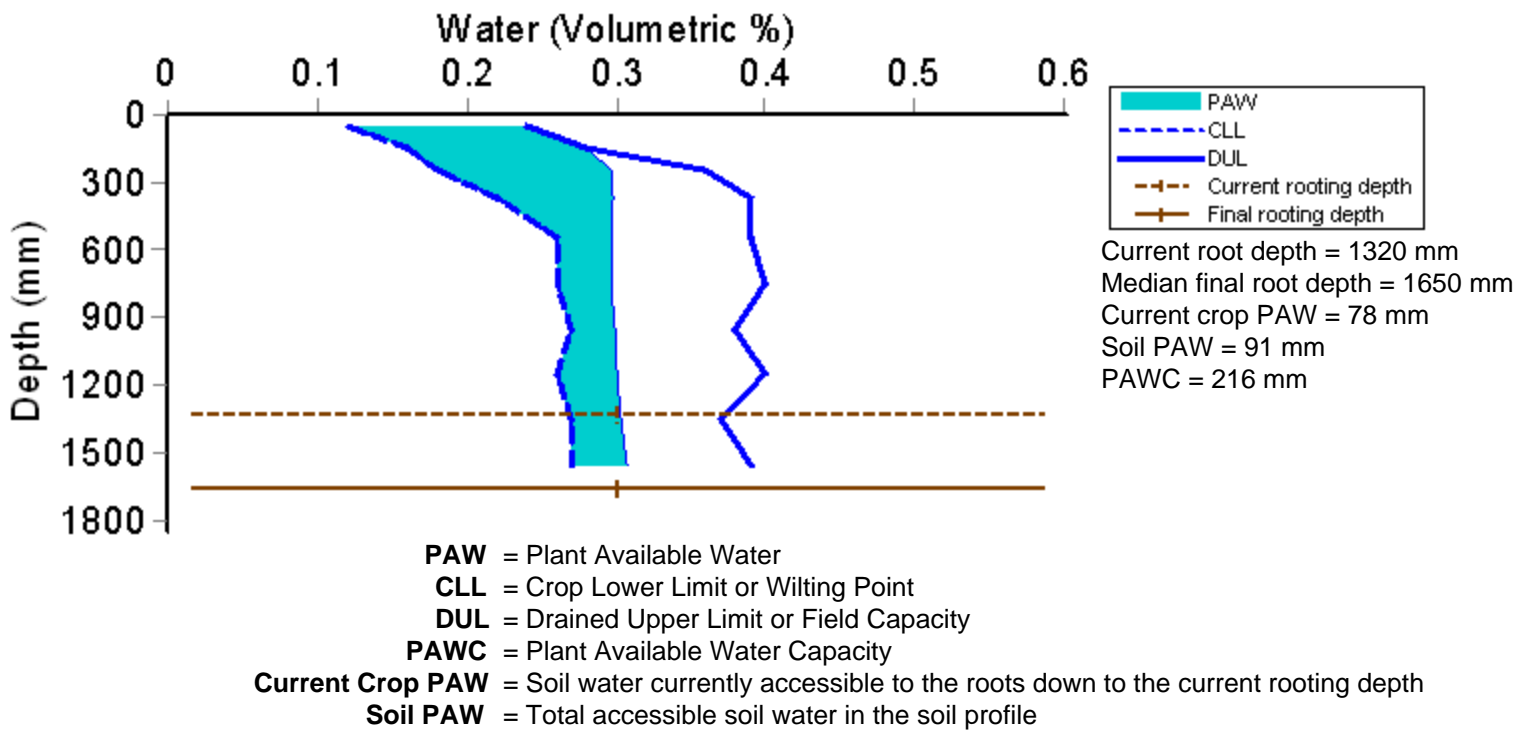 Water (Volumetric %)
0 0.1 0.2 0.3 0.4 0.5 0.6
Depth (mm)
0
300
600
900
1200
1500
1800
PAW
CLL
DUL
Current rooting depth
Final rooting depth
Current root depth = 1320 mm
Median final root depth = 1650 mm
Current crop PAW = 78 mm
Soil PAW = 91 mm
PAWC = 216 mm
PAW = Plant Available Water
CLL = Crop Lower Limit or Wilting Point
DUL = Drained Upper Limit or Field Capacity
PAWC = Plant Available Water Capacity
Current Crop PAW = Soil water currently accessible to the roots down to the current rooting depth
Soil PAW = Total accessible soil water in the soil profile